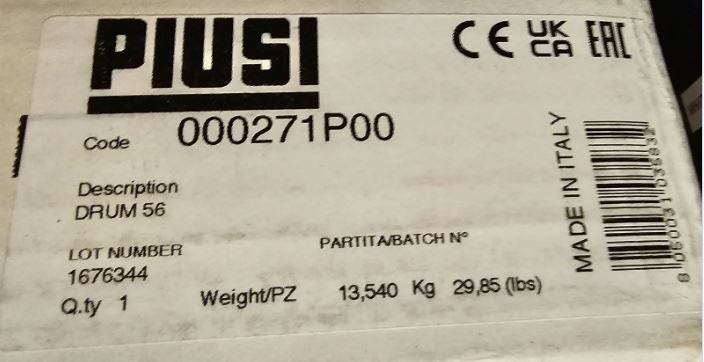 PIUSI
CE UK CA EAC
Code 000271P00
Description
DRUM 56
LOT NUMBER PARTITA/BATCH N°
1676344
Q.ty 1 Weight/PZ 13,540 Kg 29,85 (lbs)
MADE IN ITALY